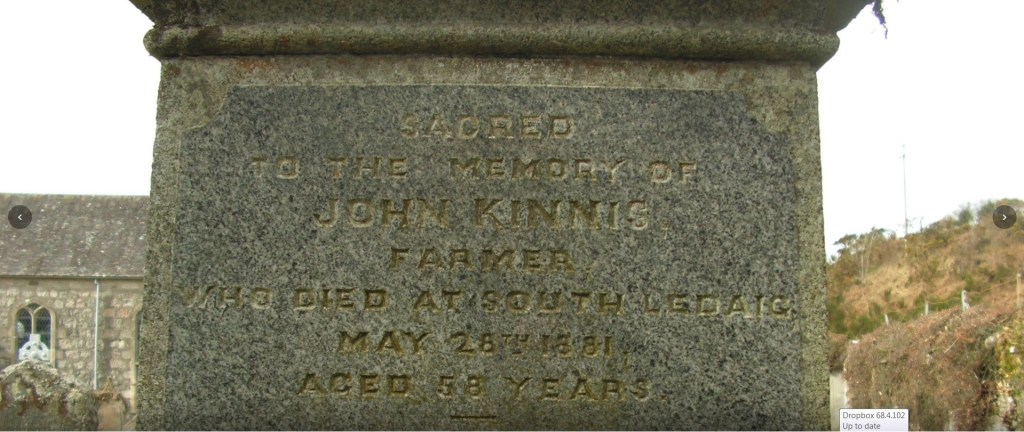 SACRED
TO THE MEMORY OF
JOHN KINNIS,
FARMER,
WHO DIED AT SOUTH LEDAIG
MAY 28TH 1881,
AGED 58 YEARS.
Dropbox 68.4.102
Up to date